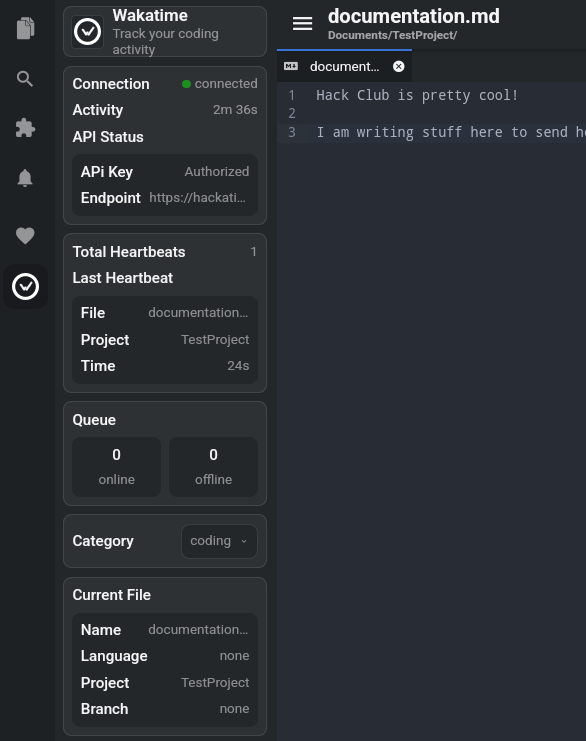 Wakatime
Track your coding
activity
Connection connected
Activity 2m 36s
API Status
APi Key Authorized
Endpoint https://hackati...
Total Heartbeats 1
Last Heartbeat
File documentation...
Project TestProject
Time 24s
Queue
0 0
online offline
Category coding
Current File
Name documentation...
Language none
Project TestProject
Branch none
documentation.md
Documents/TestProject/
document...
1 Hack Club is pretty cool!
2
3 I am writing stuff here to send